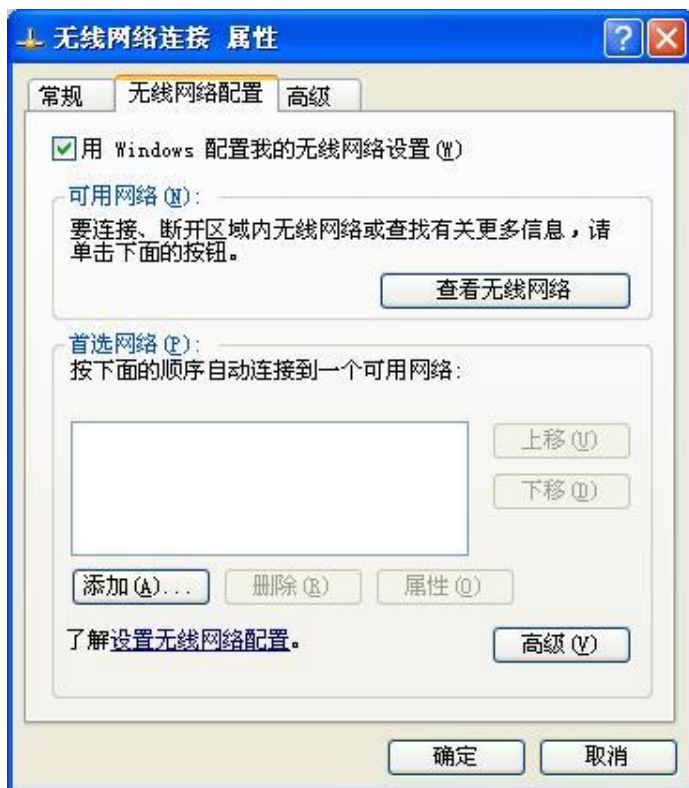 无线网络连接 属性
常规 无线网络配置 高级
用 Windows 配置我的无线网络设置(W)
可用网络(N):
要连接、断开区域内无线网络或查找有关更多信息，请
单击下面的按钮。
查看无线网络
首选网络(P):
按下面的顺序自动连接到一个可用网络:
上移(U)
下移(D)
添加(A)... 删除(R) 属性(O)
了解设置无线网络配置。 高级(V)
确定 取消